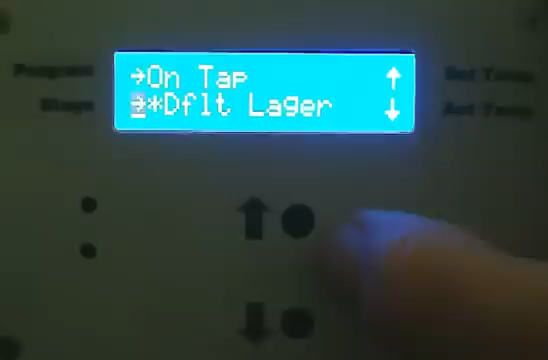 Program
→On Tap ↑
Set Temp
Stage
→*Dflt Lager ↓
Act Temp